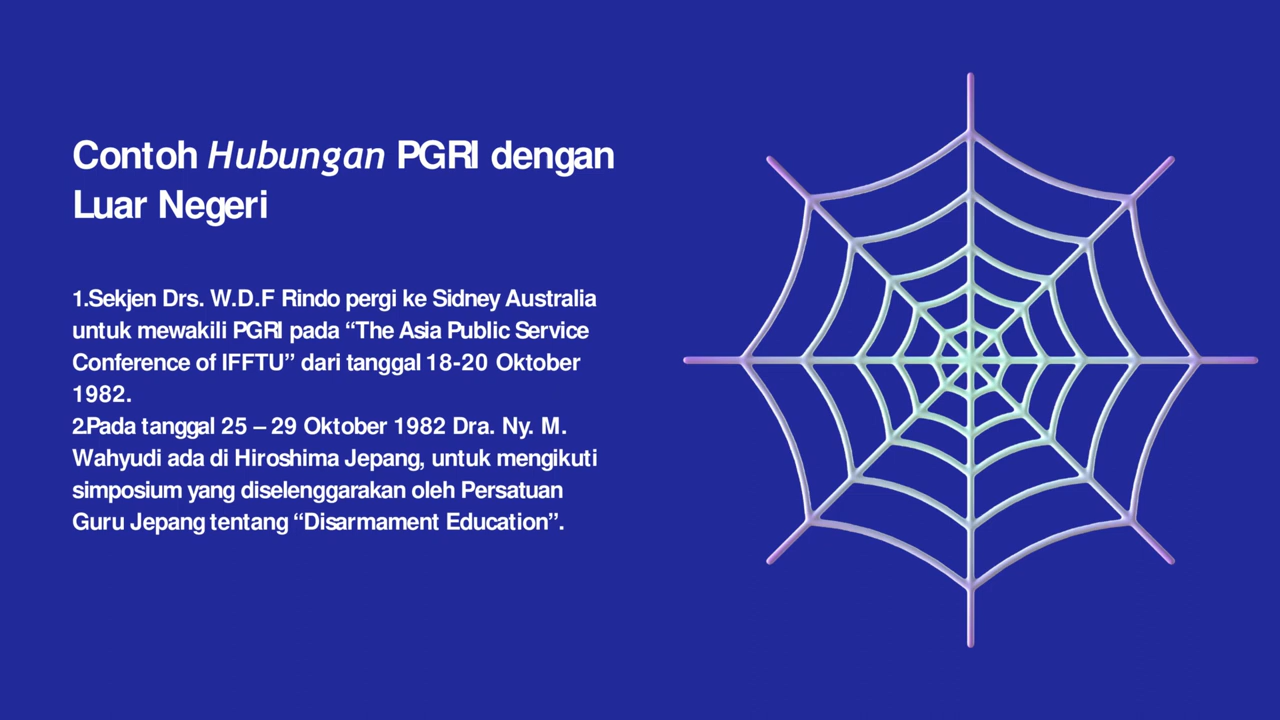 Contoh Hubungan PGRI dengan
Luar Negeri
1.Sekjen Drs. W.D.F Rindo pergi ke Sidney Australia
untuk mewakili PGRI pada “The Asia Public Service
Conference of IFFTU” dari tanggal 18-20 Oktober
1982.
2.Pada tanggal 25 – 29 Oktober 1982 Dra. Ny. M.
Wahyudi ada di Hiroshima Jepang, untuk mengikuti
simposium yang diselenggarakan oleh Persatuan
Guru Jepang tentang “Disarmament Education”.